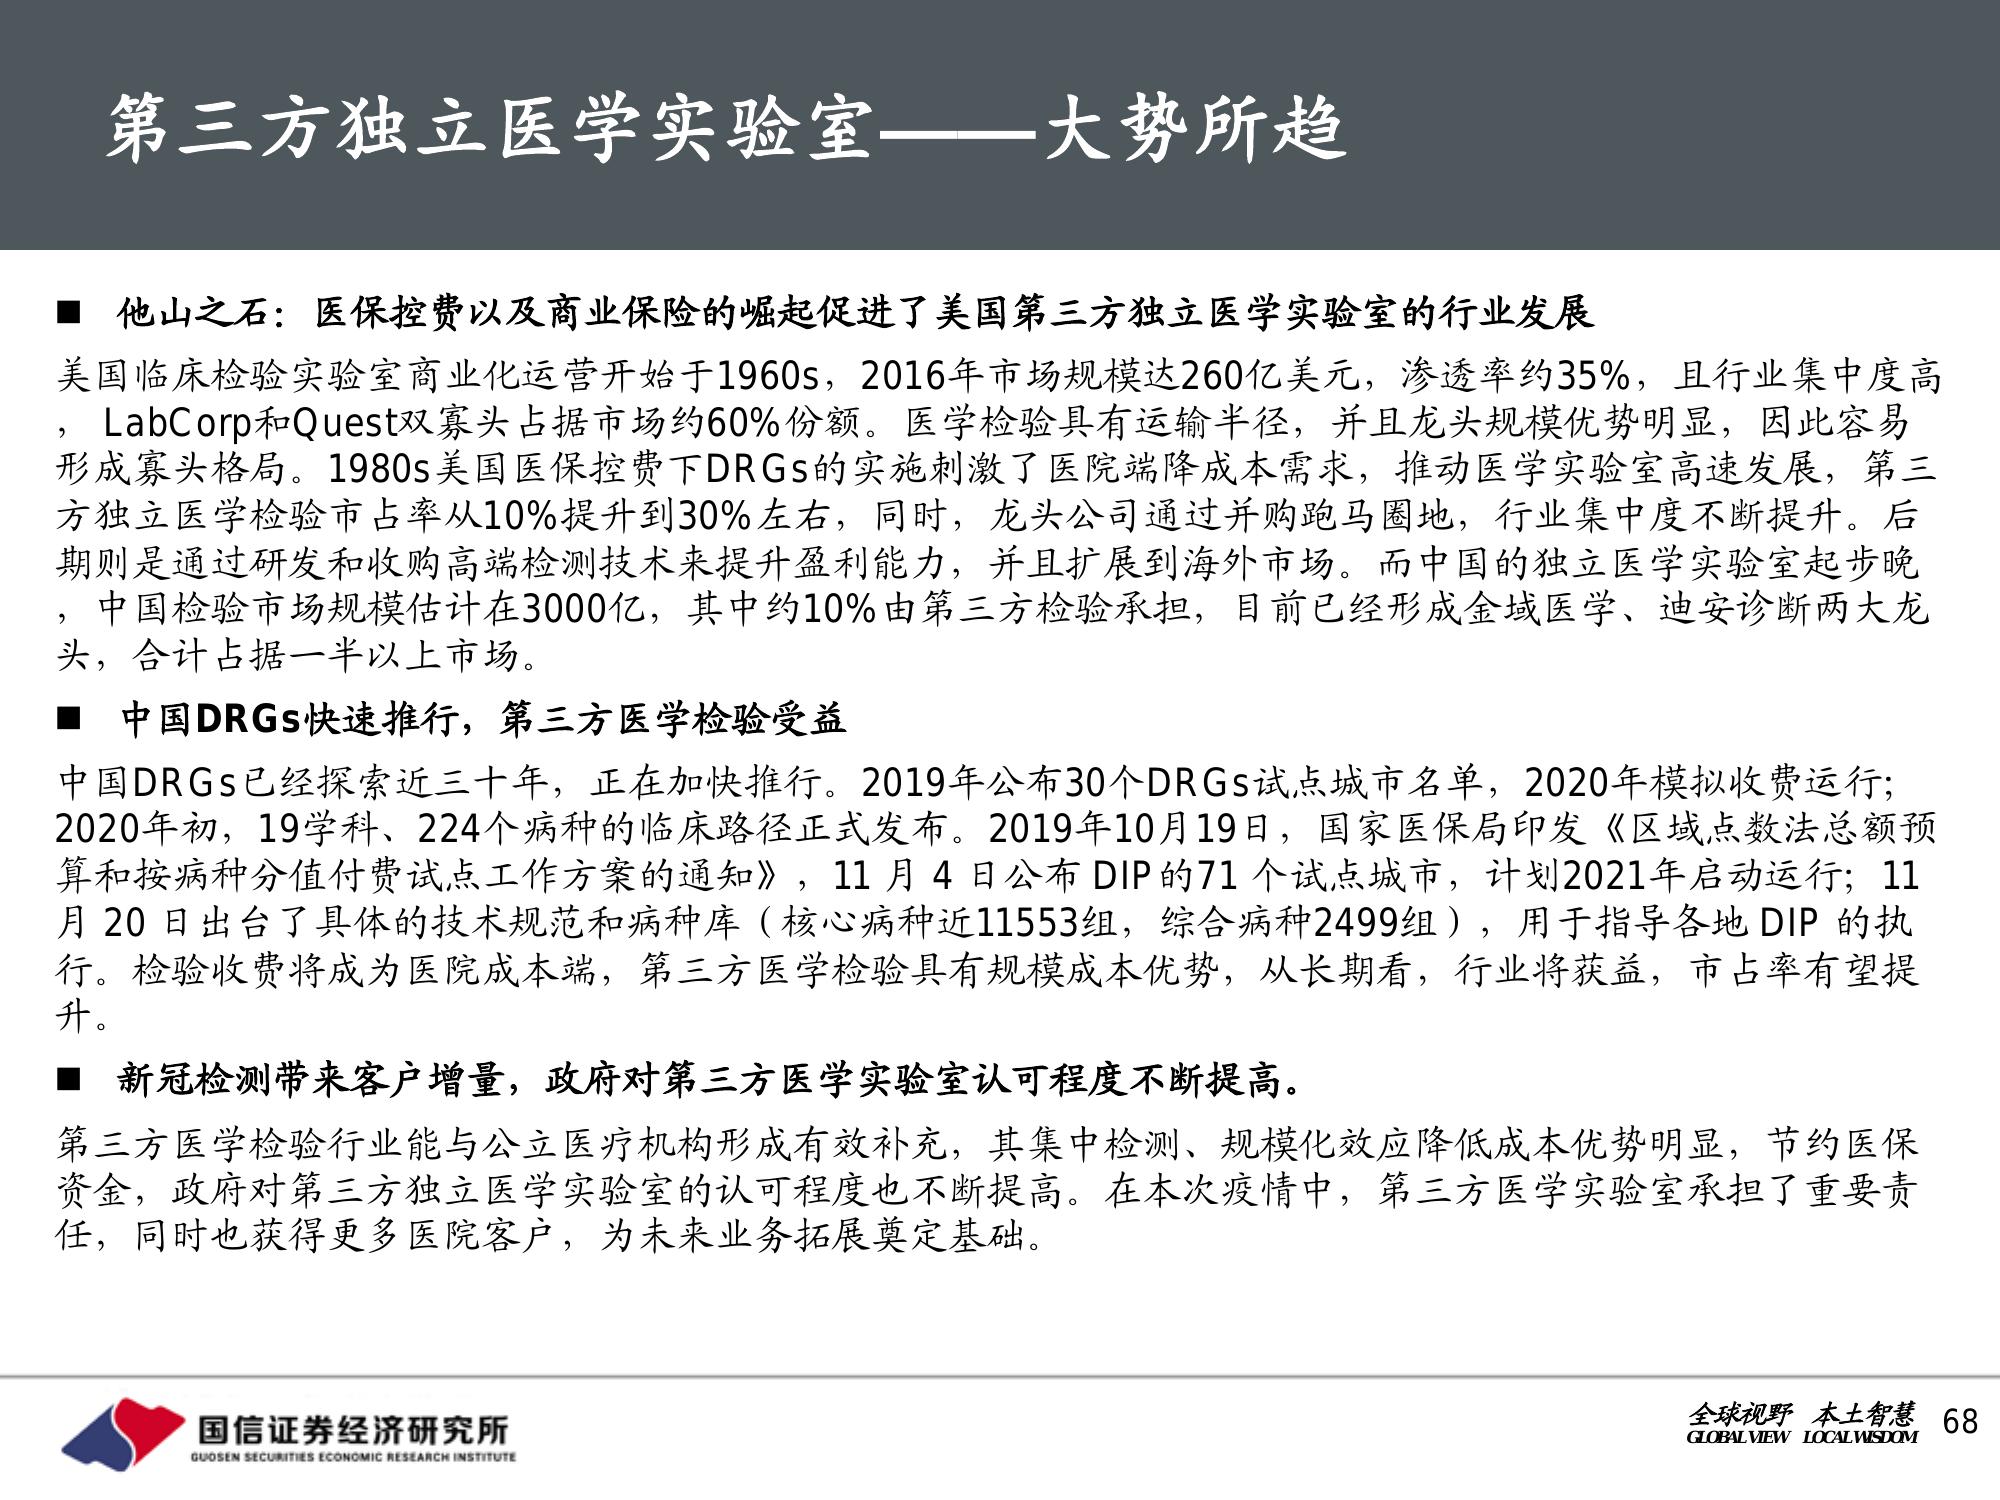 第三方独立医学实验室——大势所趋
■ 他山之石：医保控费以及商业保险的崛起促进了美国第三方独立医学实验室的行业发展
美国临床检验实验室商业化运营开始于1960s，2016年市场规模达260亿美元，渗透率约35%，且行业集中度高
，LabCorp和Quest双寡头占据市场约60%份额。医学检验具有运输半径，并且龙头规模优势明显，因此容易
形成寡头格局。1980s美国医保控费下DRGs的实施刺激了医院端降成本需求，推动医学实验室高速发展，第三
方独立医学检验市占率从10%提升到30%左右，同时，龙头公司通过并购跑马圈地，行业集中度不断提升。后
期则是通过研发和收购高端检测技术来提升盈利能力，并且扩展到海外市场。而中国的独立医学实验室起步晚
，中国检验市场规模估计在3000亿，其中约10%由第三方检验承担，目前已经形成金域医学、迪安诊断两大龙
头，合计占据一半以上市场。
■ 中国DRGs快速推行，第三方医学检验受益
中国DRGs已经探索近三十年，正在加快推行。2019年公布30个DRGs试点城市名单，2020年模拟收费运行；
2020年初，19学科、224个病种的临床路径正式发布。2019年10月19日，国家医保局印发《区域点数法总额预
算和按病种分值付费试点工作方案的通知》，11 月 4 日公布 DIP的71 个试点城市，计划2021年启动运行；11
月 20 日出台了具体的技术规范和病种库（核心病种近11553组，综合病种2499组），用于指导各地 DIP 的执
行。检验收费将成为医院成本端，第三方医学检验具有规模成本优势，从长期看，行业将获益，市占率有望提
升。
■ 新冠检测带来客户增量，政府对第三方医学实验室认可程度不断提高。
第三方医学检验行业能与公立医疗机构形成有效补充，其集中检测、规模化效应降低成本优势明显，节约医保
资金，政府对第三方独立医学实验室的认可程度也不断提高。在本次疫情中，第三方医学实验室承担了重要责
任，同时也获得更多医院客户，为未来业务拓展奠定基础。
国信证券经济研究所
GUOSEN SECURITIES ECONOMIC RESEARCH INSTITUTE
全球视野 本土智慧
GLOBAL VIEW LOCAL WISDOM
68